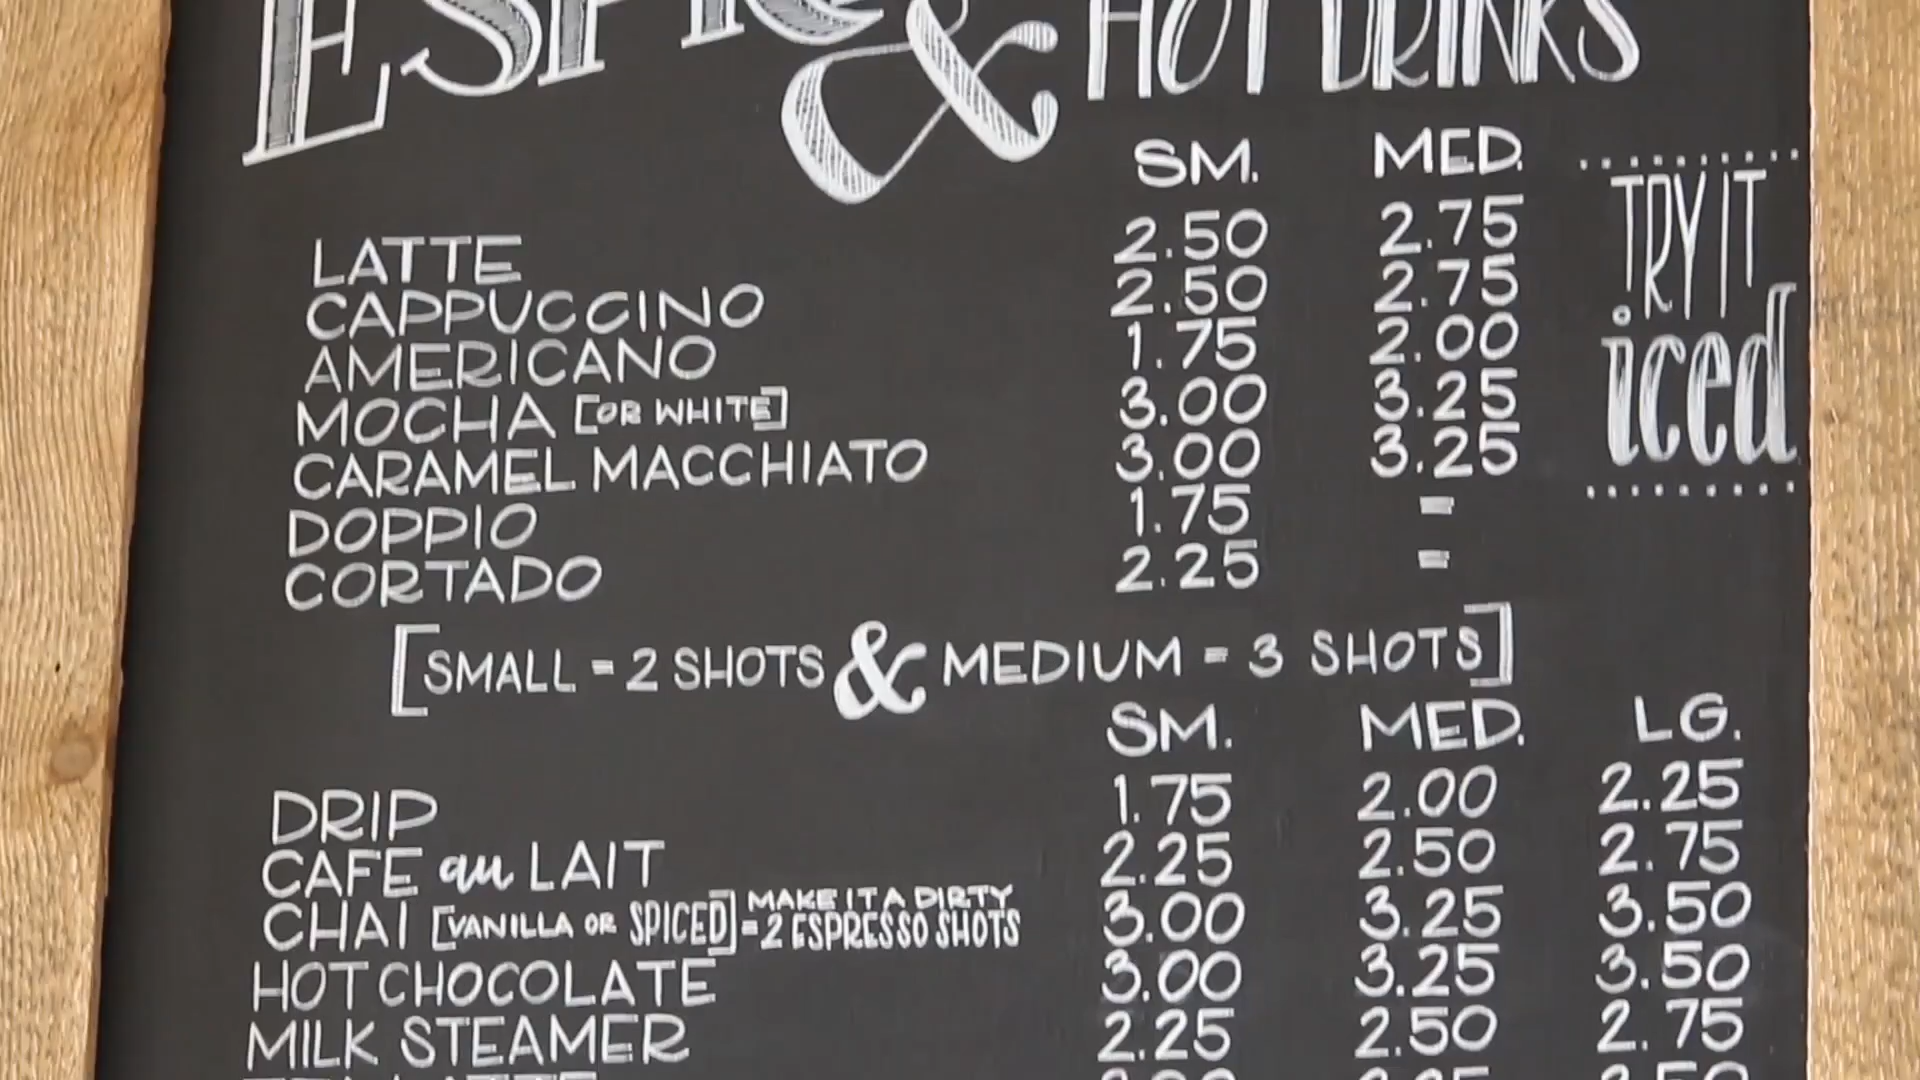 & HOT DRINKS
SM. MED.
TRY IT
iced
LATTE 2.50 2.75
CAPPUCCINO 2.50 2.75
AMERICANO 1.75 2.00
MOCHA [OR WHITE] 3.00 3.25
CARAMEL MACCHIATO 3.00 3.25
DOPPIO 1.75 =
CORTADO 2.25 =
[SMALL = 2 SHOTS & MEDIUM = 3 SHOTS]
SM. MED. LG.
DRIP 1.75 2.00 2.25
CAFE au LAIT 2.25 2.50 2.75
CHAI [VANILLA OR SPICED] MAKE IT A DIRTY = 2 ESPRESSO SHOTS 3.00 3.25 3.50
HOT CHOCOLATE 3.00 3.25 3.50
MILK STEAMER 2.25 2.50 2.75